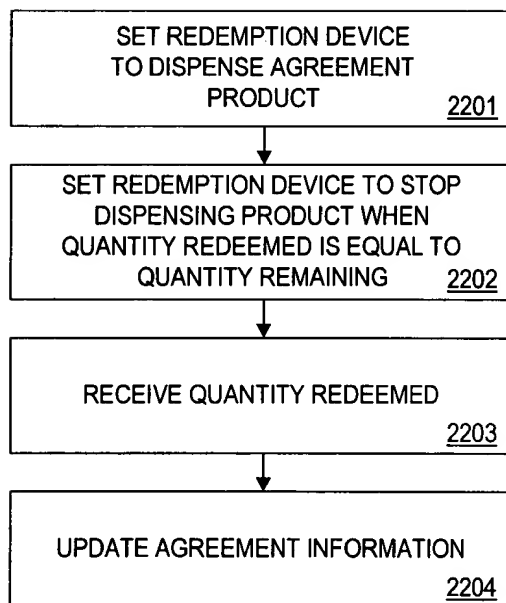 SET REDEMPTION DEVICE
TO DISPENSE AGREEMENT
PRODUCT
2201
SET REDEMPTION DEVICE TO STOP
DISPENSING PRODUCT WHEN
QUANTITY REDEEMED IS EQUAL TO
QUANTITY REMAINING
2202
RECEIVE QUANTITY REDEEMED
2203
UPDATE AGREEMENT INFORMATION
2204